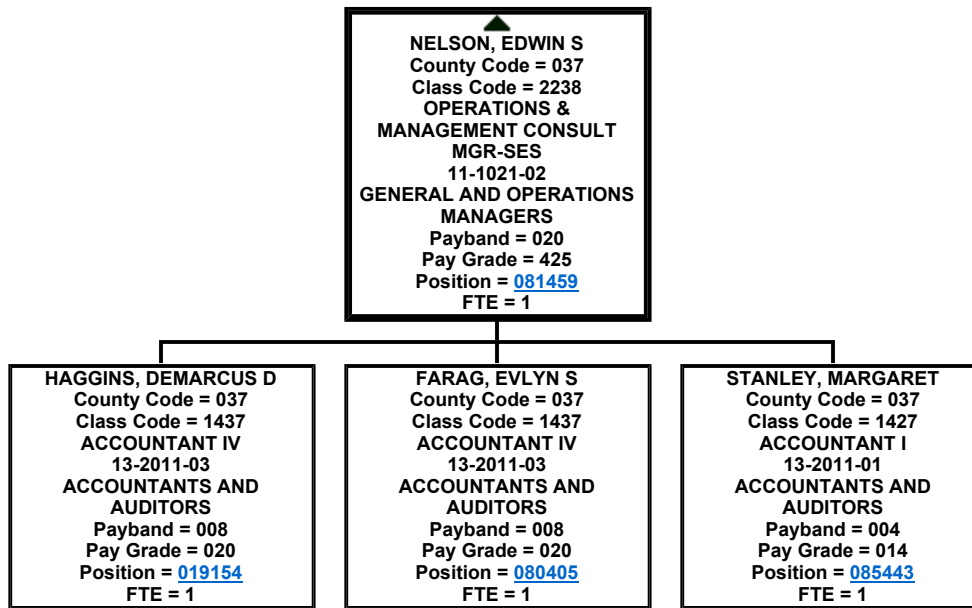 NELSON, EDWIN S
County Code = 037
Class Code = 2238
OPERATIONS &
MANAGEMENT CONSULT
MGR-SES
11-1021-02
GENERAL AND OPERATIONS
MANAGERS
Payband = 020
Pay Grade = 425
Position = 081459
FTE = 1
HAGGINS, DEMARCUS D
County Code = 037
Class Code = 1437
ACCOUNTANT IV
13-2011-03
ACCOUNTANTS AND
AUDITORS
Payband = 008
Pay Grade = 020
Position = 019154
FTE = 1
FARAG, EVLYN S
County Code = 037
Class Code = 1437
ACCOUNTANT IV
13-2011-03
ACCOUNTANTS AND
AUDITORS
Payband = 008
Pay Grade = 020
Position = 080405
FTE = 1
STANLEY, MARGARET
County Code = 037
Class Code = 1427
ACCOUNTANT I
13-2011-01
ACCOUNTANTS AND
AUDITORS
Payband = 004
Pay Grade = 014
Position = 085443
FTE = 1